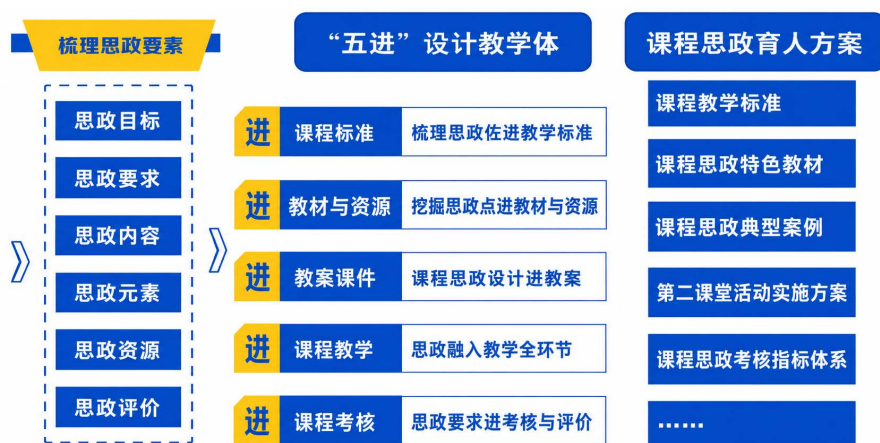 梳理思政要素
思政目标
思政要求
思政内容
思政元素
思政资源
思政评价
“五进”设计教学体
进 课程标准 梳理思政佐进教学标准
进 教材与资源 挖掘思政点进教材与资源
进 教案课件 课程思政设计进教案
进 课程教学 思政融入教学全环节
进 课程考核 思政要求进考核与评价
课程思政育人方案
课程教学标准
课程思政特色教材
课程思政典型案例
第二课堂活动实施方案
课程思政考核指标体系
……